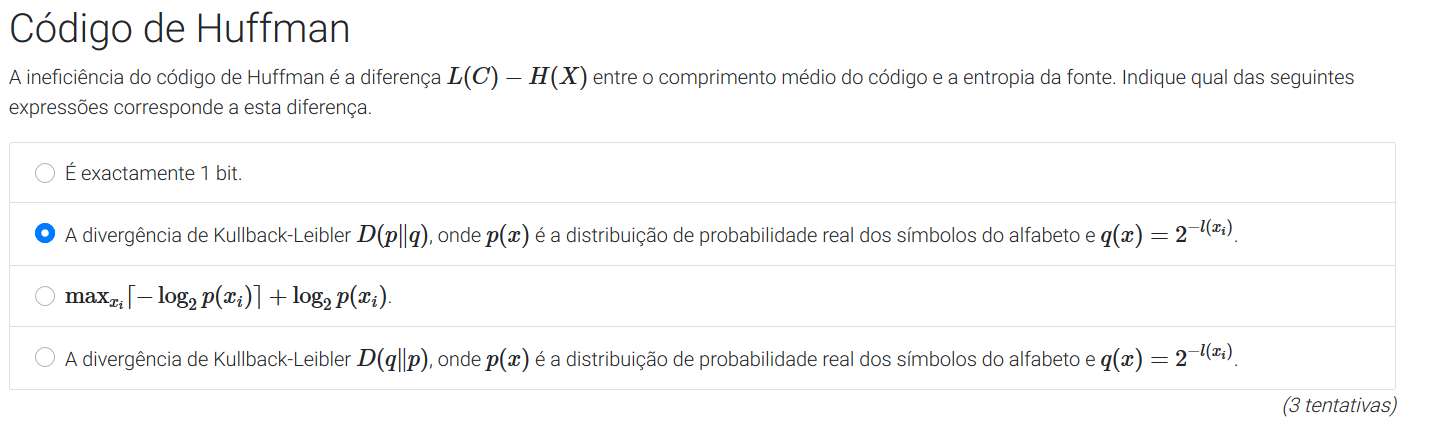 Código de Huffman
A ineficiência do código de Huffman é a diferença L(C) − H(X) entre o comprimento médio do código e a entropia da fonte. Indique qual das seguintes
expressões corresponde a esta diferença.
É exactamente 1 bit.
A divergência de Kullback-Leibler D(p||q), onde p(x) é a distribuição de probabilidade real dos símbolos do alfabeto e q(x) = 2^{−l(x_i)}.
max_{x_i}⌈− log_2 p(x_i)⌉ + log_2 p(x_i).
A divergência de Kullback-Leibler D(q||p), onde p(x) é a distribuição de probabilidade real dos símbolos do alfabeto e q(x) = 2^{−l(x_i)}.
(3 tentativas)